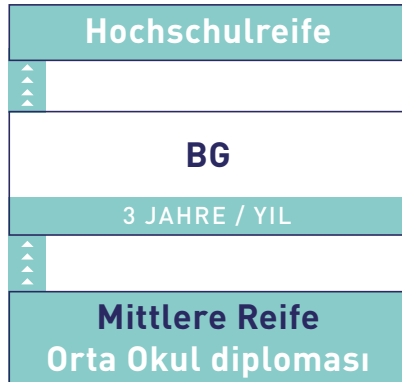 Hochschulreife
BG
3 JAHRE / YIL
Mittlere Reife
Orta Okul diploması